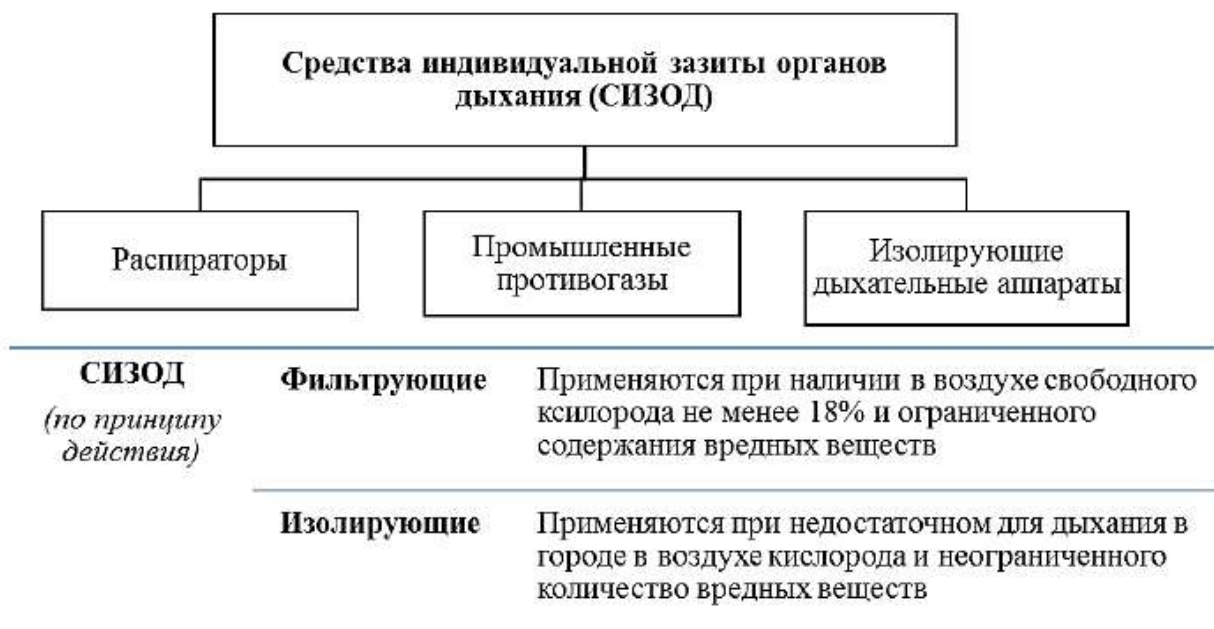 Средства индивидуальной зазиты органов
дыхания (СИЗОД)
Распираторы
Промышленные
противогазы
Изолирующие
дыхательные аппараты
СИЗОД
(по принципу
действия)
Фильтрующие
Применяются при наличии в воздухе свободного
ксилорода не менее 18% и ограниченного
содержания вредных веществ
Изолирующие
Применяются при недостаточном для дыхания в
городе в воздухе кислорода и неограниченного
количество вредных веществ